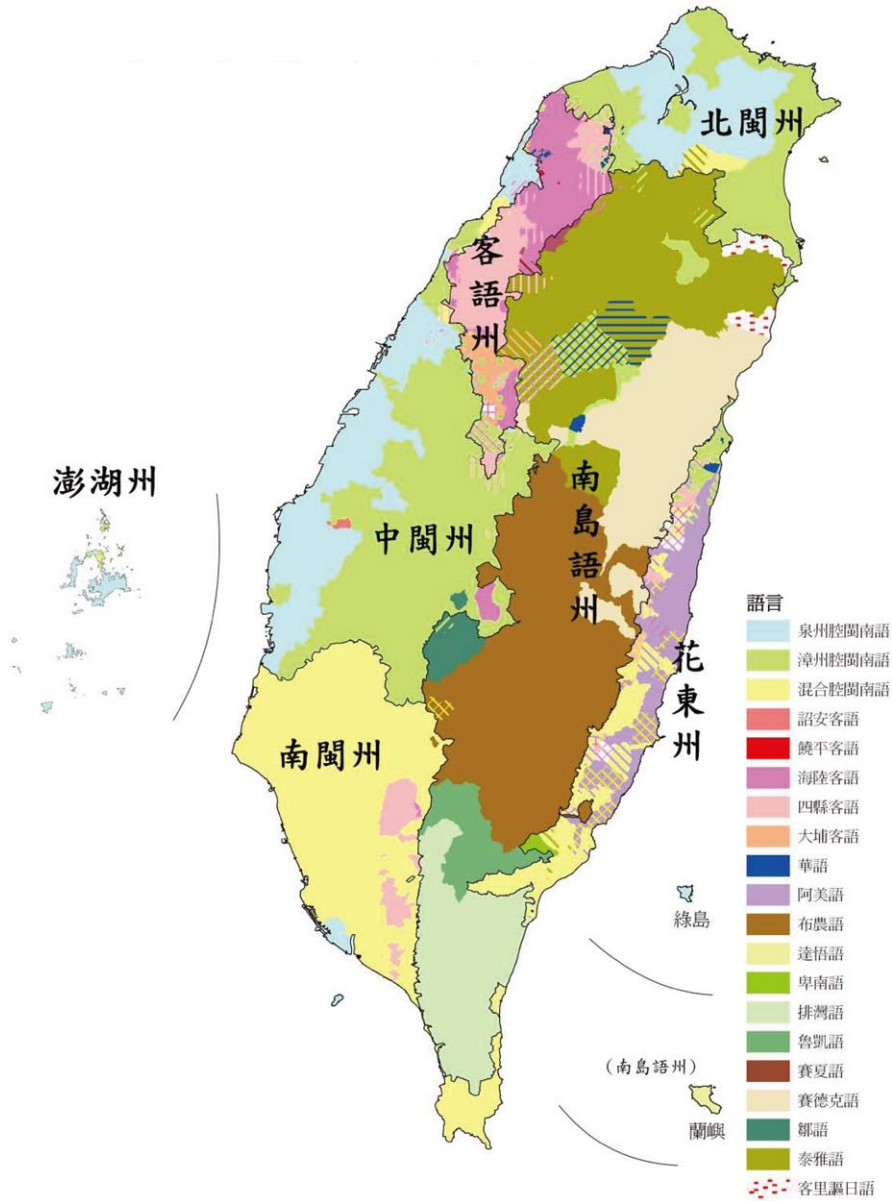 北閩州
客語州
澎湖州
中閩州
南島語州
花東州
南閩州
綠島
(南島語州)
蘭嶼
語言
泉州腔閩南語
漳州腔閩南語
混合腔閩南語
詔安客語
饒平客語
海陸客語
四縣客語
大埔客語
華語
阿美語
布農語
達悟語
卑南語
排灣語
魯凱語
賽夏語
賽德克語
鄒語
泰雅語
客里謳日語